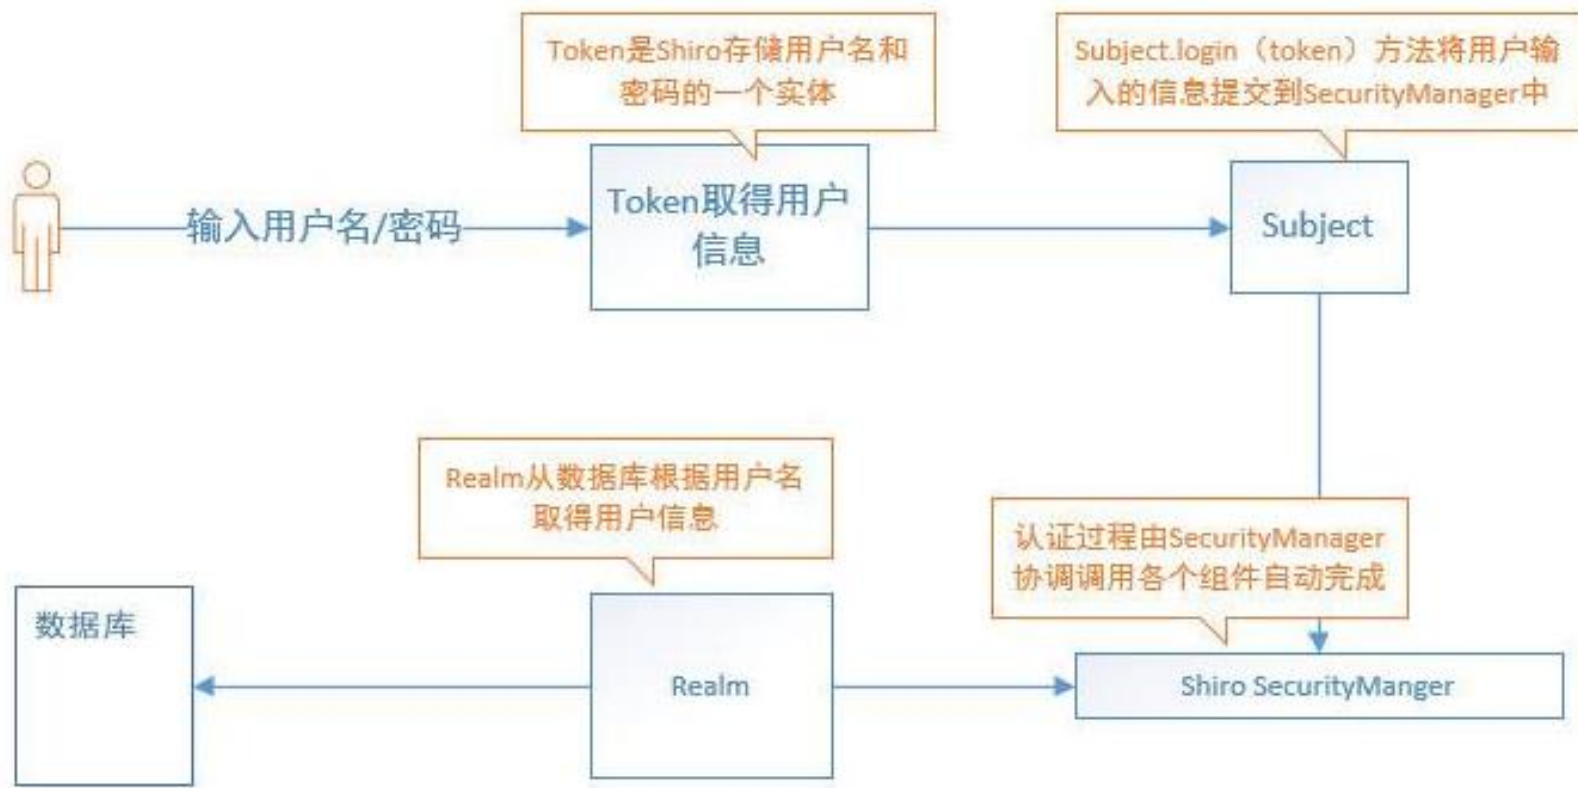 Token是Shiro存储用户名和
密码的一个实体
Subject.login（token）方法将用户输
入的信息提交到SecurityManager中
输入用户名/密码
Token取得用户
信息
Subject
Realm从数据库根据用户名
取得用户信息
认证过程由SecurityManager
协调调用各个组件自动完成
数据库
Realm
Shiro SecurityManger